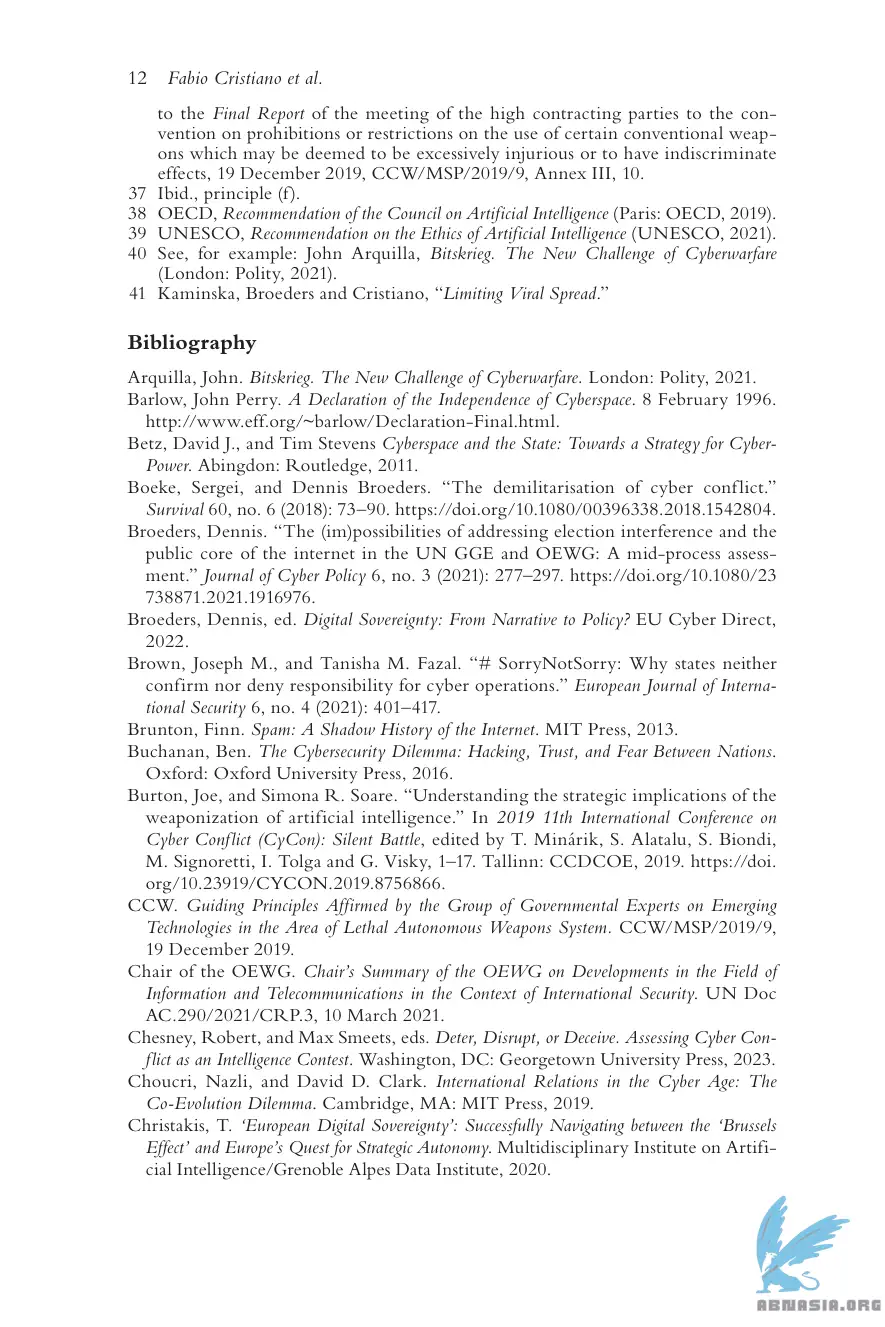 12 Fabio Cristiano et al.
to the Final Report of the meeting of the high contracting parties to the con-
vention on prohibitions or restrictions on the use of certain conventional weap-
ons which may be deemed to be excessively injurious or to have indiscriminate
effects, 19 December 2019, CCW/MSP/2019/9, Annex III, 10.
37 Ibid., principle (f).
38 OECD, Recommendation of the Council on Artificial Intelligence (Paris: OECD, 2019).
39 UNESCO, Recommendation on the Ethics of Artificial Intelligence (UNESCO, 2021).
40 See, for example: John Arquilla, Bitskrieg. The New Challenge of Cyberwarfare
(London: Polity, 2021).
41 Kaminska, Broeders and Cristiano, “Limiting Viral Spread.”
Bibliography
Arquilla, John. Bitskrieg. The New Challenge of Cyberwarfare. London: Polity, 2021.
Barlow, John Perry. A Declaration of the Independence of Cyberspace. 8 February 1996.
http://www.eff.org/~barlow/Declaration-Final.html.
Betz, David J., and Tim Stevens Cyberspace and the State: Towards a Strategy for Cyber-
Power. Abingdon: Routledge, 2011.
Boeke, Sergei, and Dennis Broeders. “The demilitarisation of cyber conflict.”
Survival 60, no. 6 (2018): 73–90. https://doi.org/10.1080/00396338.2018.1542804.
Broeders, Dennis. “The (im)possibilities of addressing election interference and the
public core of the internet in the UN GGE and OEWG: A mid-process assess-
ment.” Journal of Cyber Policy 6, no. 3 (2021): 277–297. https://doi.org/10.1080/23
738871.2021.1916976.
Broeders, Dennis, ed. Digital Sovereignty: From Narrative to Policy? EU Cyber Direct,
2022.
Brown, Joseph M., and Tanisha M. Fazal. “# SorryNotSorry: Why states neither
confirm nor deny responsibility for cyber operations.” European Journal of Interna-
tional Security 6, no. 4 (2021): 401–417.
Brunton, Finn. Spam: A Shadow History of the Internet. MIT Press, 2013.
Buchanan, Ben. The Cybersecurity Dilemma: Hacking, Trust, and Fear Between Nations.
Oxford: Oxford University Press, 2016.
Burton, Joe, and Simona R. Soare. “Understanding the strategic implications of the
weaponization of artificial intelligence.” In 2019 11th International Conference on
Cyber Conflict (CyCon): Silent Battle, edited by T. Minárik, S. Alatalu, S. Biondi,
M. Signoretti, I. Tolga and G. Visky, 1–17. Tallinn: CCDCOE, 2019. https://doi.
org/10.23919/CYCON.2019.8756866.
CCW. Guiding Principles Affirmed by the Group of Governmental Experts on Emerging
Technologies in the Area of Lethal Autonomous Weapons System. CCW/MSP/2019/9,
19 December 2019.
Chair of the OEWG. Chair’s Summary of the OEWG on Developments in the Field of
Information and Telecommunications in the Context of International Security. UN Doc
AC.290/2021/CRP.3, 10 March 2021.
Chesney, Robert, and Max Smeets, eds. Deter, Disrupt, or Deceive. Assessing Cyber Con-
flict as an Intelligence Contest. Washington, DC: Georgetown University Press, 2023.
Choucri, Nazli, and David D. Clark. International Relations in the Cyber Age: The
Co-Evolution Dilemma. Cambridge, MA: MIT Press, 2019.
Christakis, T. ‘European Digital Sovereignty’: Successfully Navigating between the ‘Brussels
Effect’ and Europe’s Quest for Strategic Autonomy. Multidisciplinary Institute on Artifi-
cial Intelligence/Grenoble Alpes Data Institute, 2020.
ABNASIA.ORG